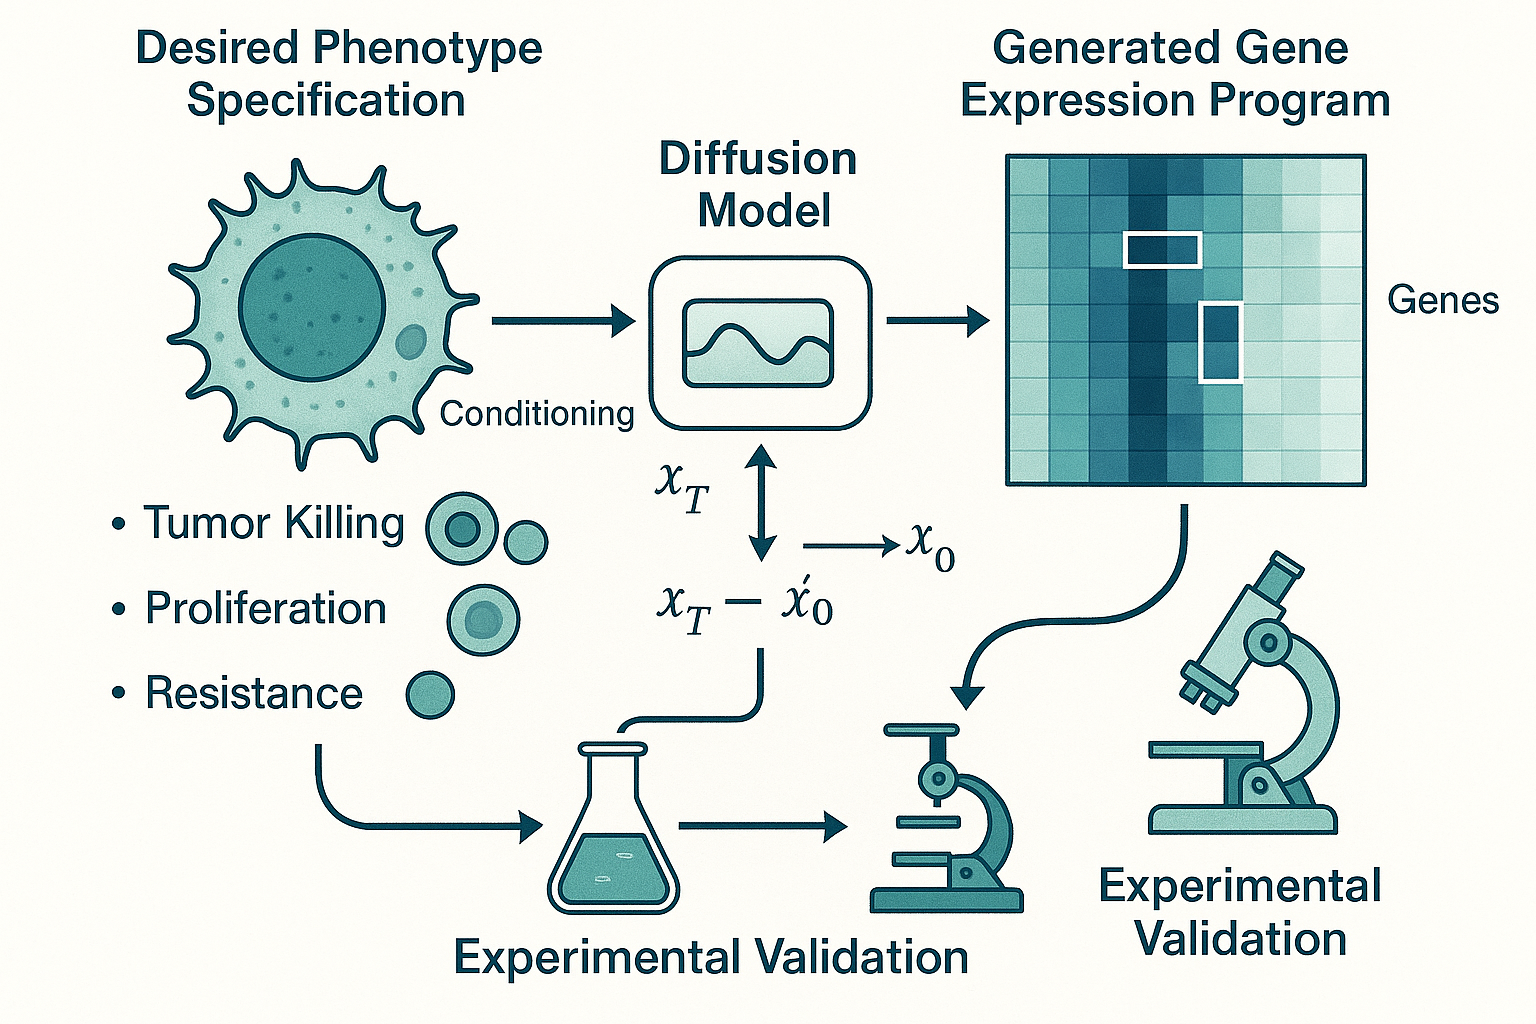 Desired Phenotype
Specification
Diffusion
Model
Generated Gene
Expression Program
Genes
Conditioning
• Tumor Killing
• Proliferation
• Resistance
x_T
x_0
x_T — x́_0
Experimental Validation
Experimental
Validation